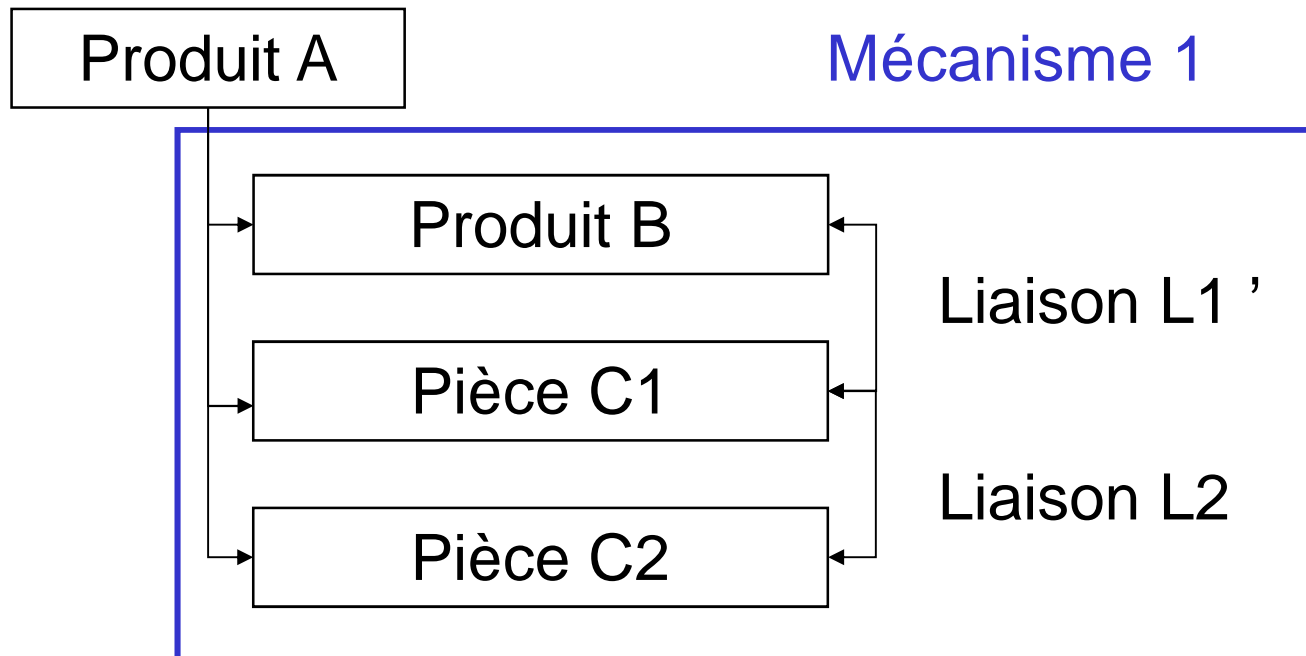 Produit A
Mécanisme 1
Produit B
Liaison L1 ’
Pièce C1
Liaison L2
Pièce C2